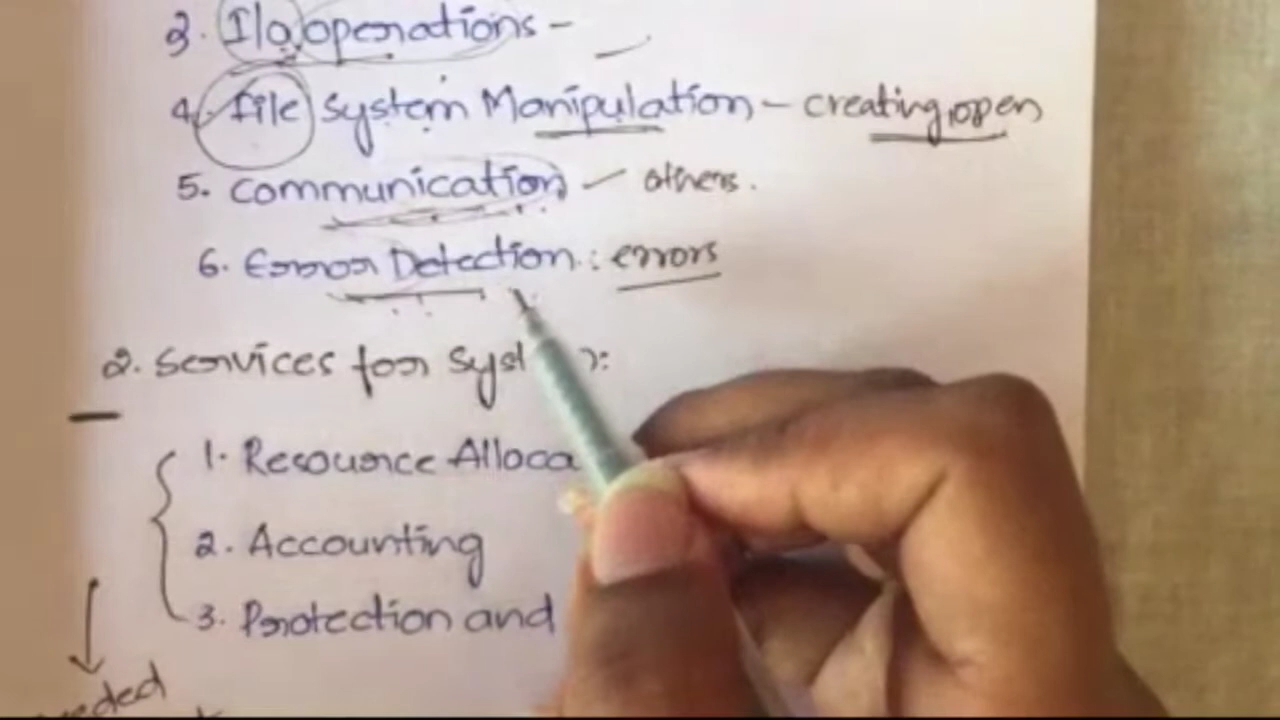 3. I/o operations -
4. File System Manipulation - creating, open
5. Communication - others.
6. Error Detection : errors
2. Services for Syst ):
1. Resource Alloca
2. Accounting
3. Protection and